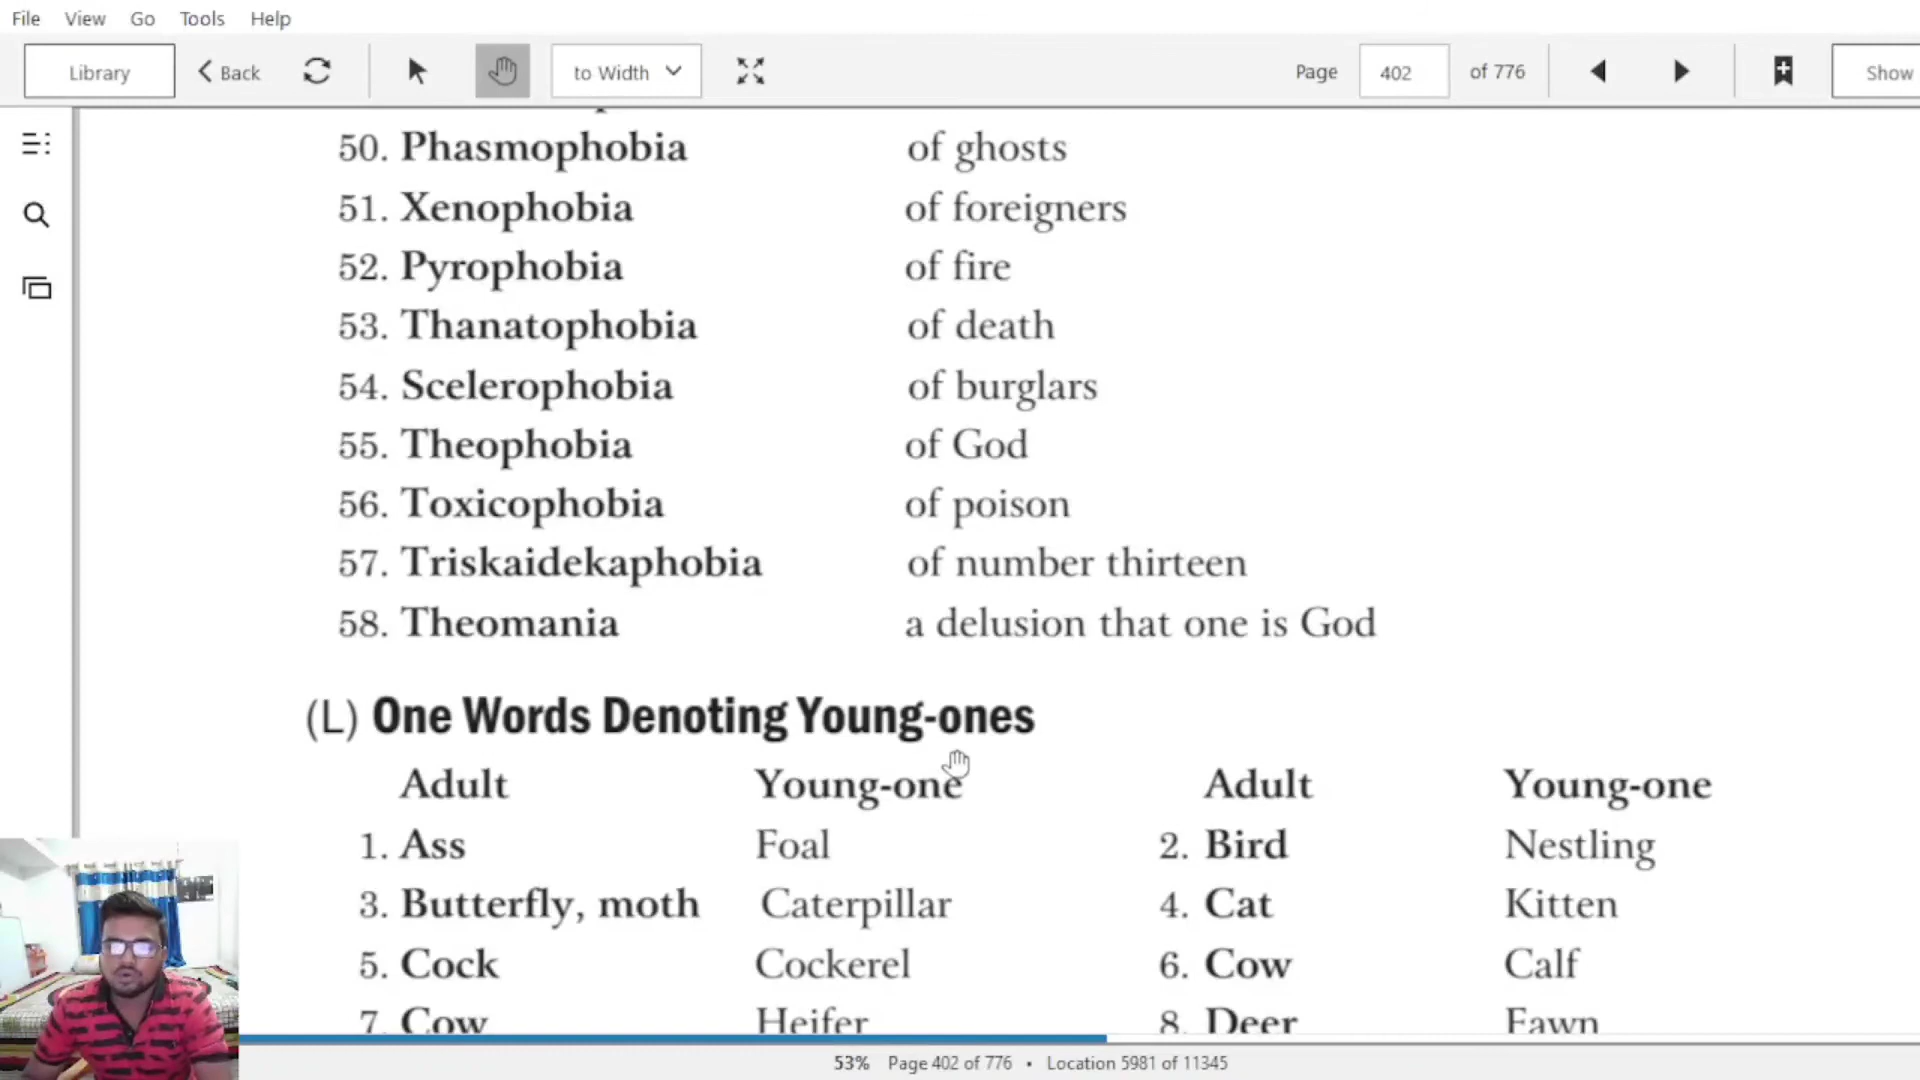 File View Go Tools Help
Library Back to Width Page 402 of 776 Show
50. Phasmophobia of ghosts
51. Xenophobia of foreigners
52. Pyrophobia of fire
53. Thanatophobia of death
54. Scelerophobia of burglars
55. Theophobia of God
56. Toxicophobia of poison
57. Triskaidekaphobia of number thirteen
58. Theomania a delusion that one is God
(L) One Words Denoting Young-ones
Adult Young-one Adult Young-one
1. Ass Foal 2. Bird Nestling
3. Butterfly, moth Caterpillar 4. Cat Kitten
5. Cock Cockerel 6. Cow Calf
7. Cow Heifer 8. Deer Fawn
53% Page 402 of 776 • Location 5981 of 11345